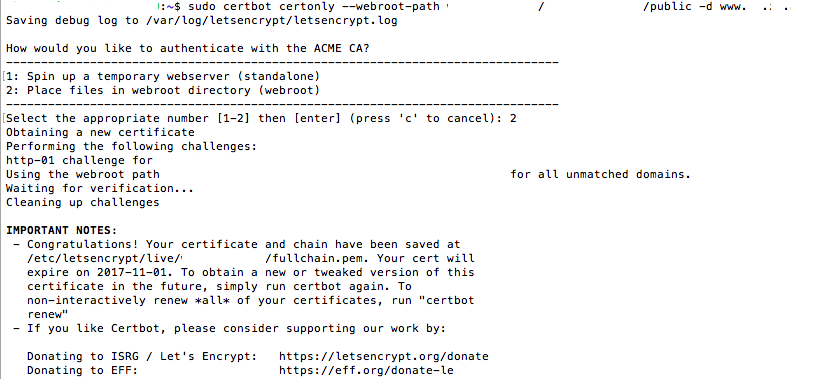 :~$ sudo certbot certonly --webroot-path / /public -d www. .: .
Saving debug log to /var/log/letsencrypt/letsencrypt.log
How would you like to authenticate with the ACME CA?
-------------------------------------------------------------------------------
[1: Spin up a temporary webserver (standalone)
2: Place files in webroot directory (webroot)
-------------------------------------------------------------------------------
[Select the appropriate number [1-2] then [enter] (press 'c' to cancel): 2
Obtaining a new certificate
Performing the following challenges:
http-01 challenge for
Using the webroot path for all unmatched domains.
Waiting for verification...
Cleaning up challenges
IMPORTANT NOTES:
- Congratulations! Your certificate and chain have been saved at
/etc/letsencrypt/live/ /fullchain.pem. Your cert will
expire on 2017-11-01. To obtain a new or tweaked version of this
certificate in the future, simply run certbot again. To
non-interactively renew *all* of your certificates, run "certbot
renew"
- If you like Certbot, please consider supporting our work by:
Donating to ISRG / Let's Encrypt: https://letsencrypt.org/donate
Donating to EFF: https://eff.org/donate-le